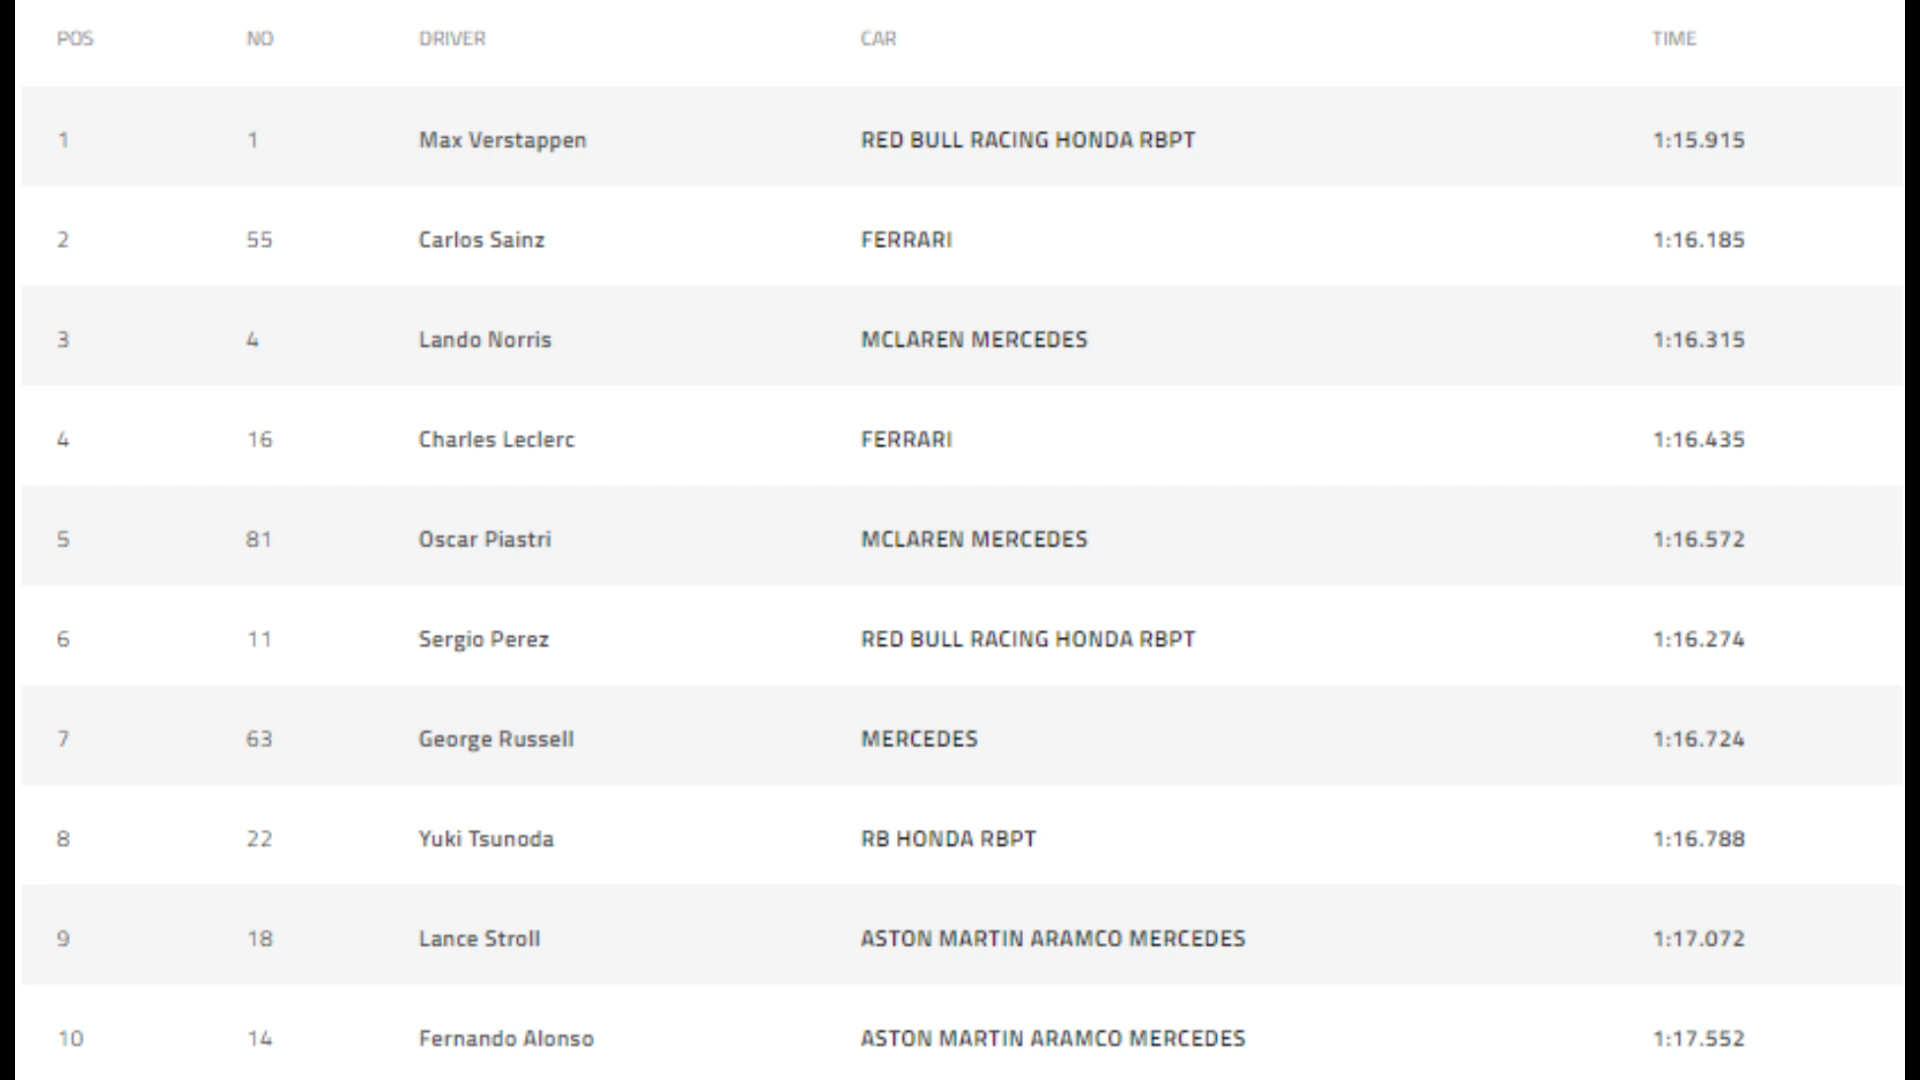 POS NO DRIVER CAR TIME
1 1 Max Verstappen RED BULL RACING HONDA RBPT 1:15.915
2 55 Carlos Sainz FERRARI 1:16.185
3 4 Lando Norris MCLAREN MERCEDES 1:16.315
4 16 Charles Leclerc FERRARI 1:16.435
5 81 Oscar Piastri MCLAREN MERCEDES 1:16.572
6 11 Sergio Perez RED BULL RACING HONDA RBPT 1:16.274
7 63 George Russell MERCEDES 1:16.724
8 22 Yuki Tsunoda RB HONDA RBPT 1:16.788
9 18 Lance Stroll ASTON MARTIN ARAMCO MERCEDES 1:17.072
10 14 Fernando Alonso ASTON MARTIN ARAMCO MERCEDES 1:17.552